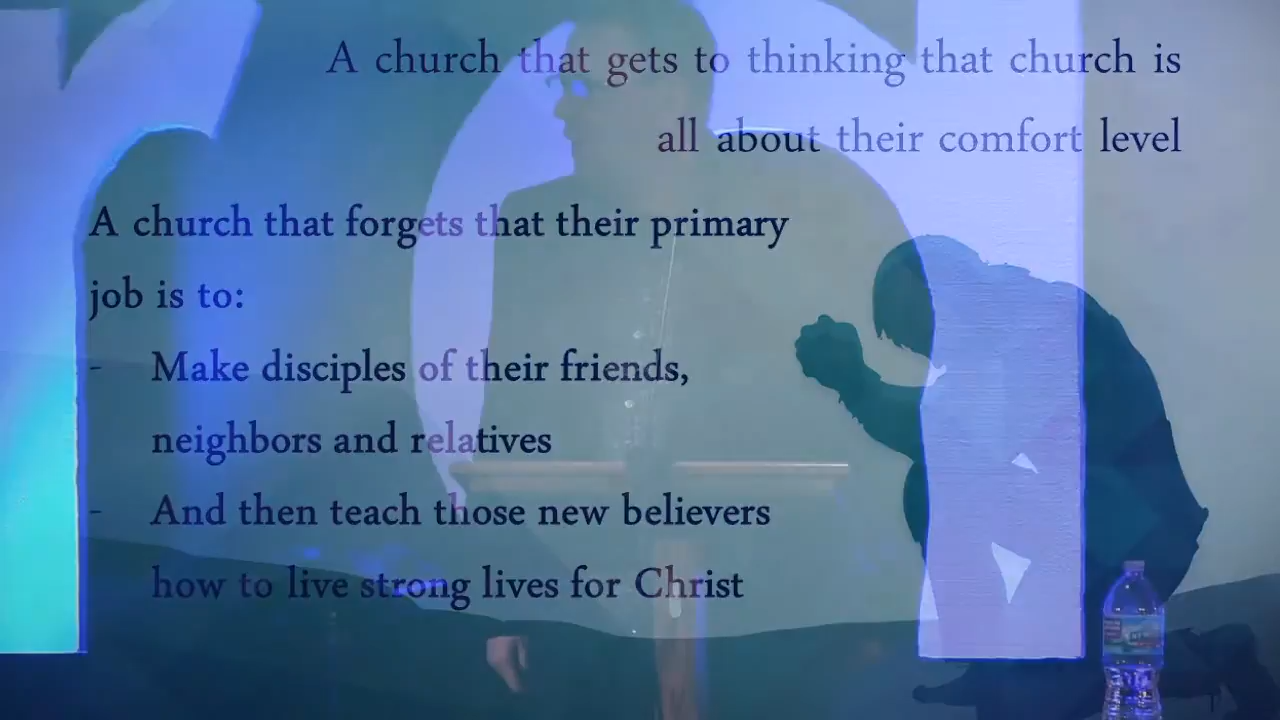 A church that gets to thinking that church is
all about their comfort level
A church that forgets that their primary
job is to:
- Make disciples of their friends,
neighbors and relatives
- And then teach those new believers
how to live strong lives for Christ